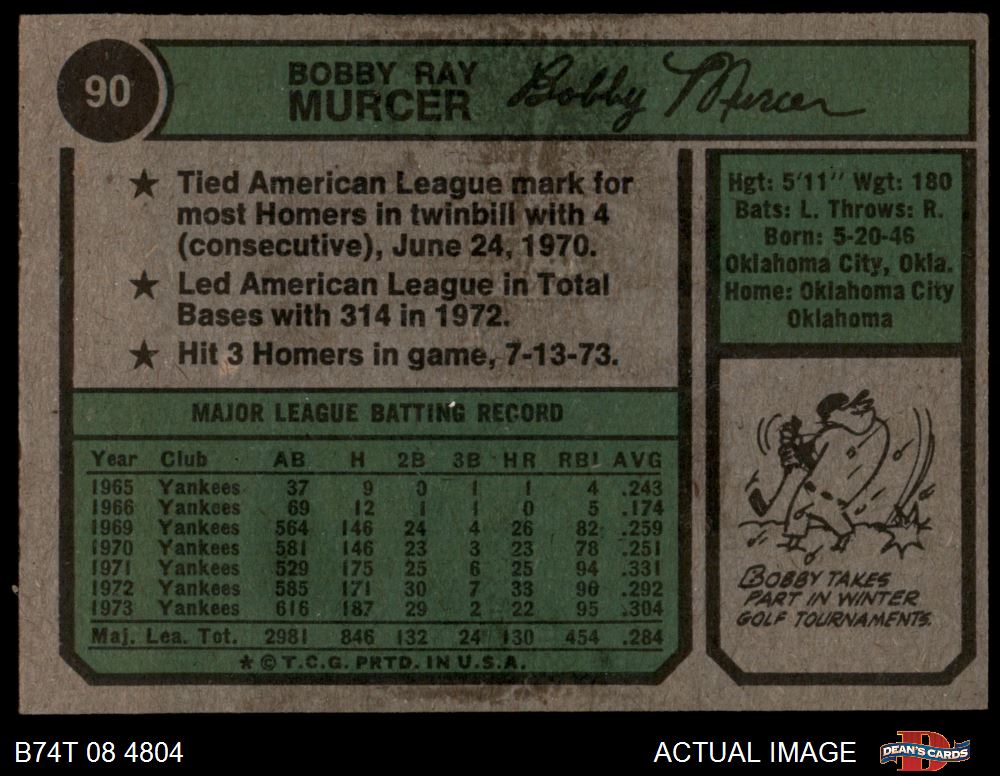 90
BOBBY RAY
MURCER
Bobby Murcer
★ Tied American League mark for
most Homers in twinbill with 4
(consecutive), June 24, 1970.
★ Led American League in Total
Bases with 314 in 1972.
★ Hit 3 Homers in game, 7-13-73.
Hgt: 5'11" Wgt: 180
Bats: L. Throws: R.
Born: 5-20-46
Oklahoma City, Okla.
Home: Oklahoma City
Oklahoma
MAJOR LEAGUE BATTING RECORD
Year Club AB H 2B 3B HR RBI AVG
1965 Yankees 37 9 0 1 1 4 .243
1966 Yankees 69 12 1 1 0 5 .174
1969 Yankees 564 146 24 4 26 82 .259
1970 Yankees 581 146 23 3 23 78 .251
1971 Yankees 529 175 25 6 25 94 .331
1972 Yankees 585 171 30 7 33 96 .292
1973 Yankees 616 187 29 2 22 95 .304
Maj. Lea. Tot. 2981 846 132 24 130 454 .284
★ © T.C.G. PRTD. IN U.S.A.
BOBBY TAKES
PART IN WINTER
GOLF TOURNAMENTS.
B74T 08 4804
ACTUAL IMAGE
DEAN'S CARDS